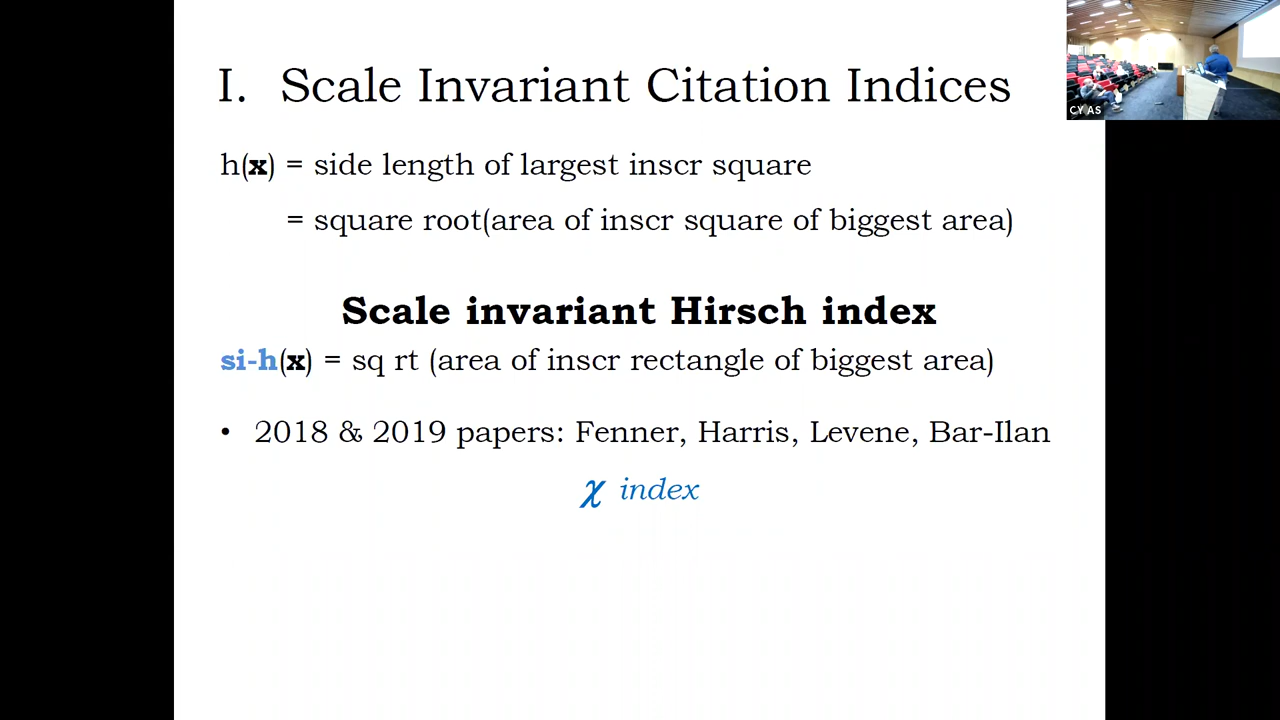 I. Scale Invariant Citation Indices
CY AS
h(x) = side length of largest inscr square
= square root(area of inscr square of biggest area)
Scale invariant Hirsch index
si-h(x) = sq rt (area of inscr rectangle of biggest area)
• 2018 & 2019 papers: Fenner, Harris, Levene, Bar-Ilan
χ index